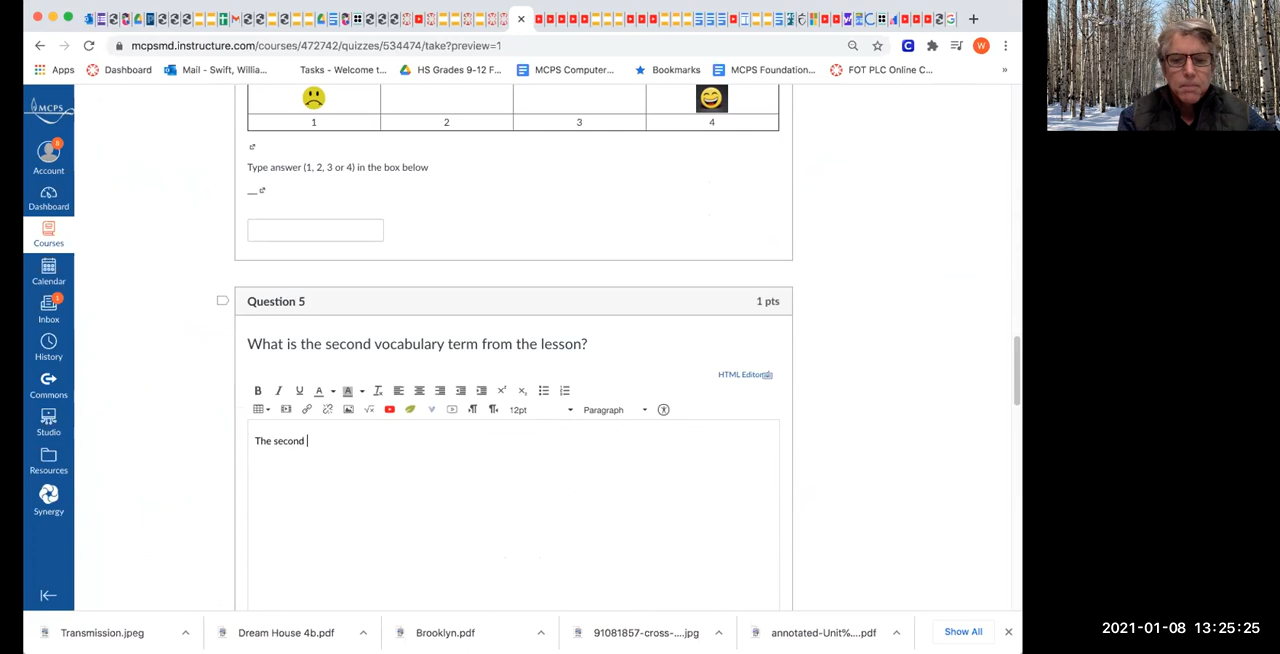 mcpsmd.instructure.com/courses/472742/quizzes/534474/take?preview=1
W
Apps Dashboard Mail - Swift, Willia... Tasks - Welcome t... HS Grades 9-12 F... MCPS Computer... Bookmarks MCPS Foundation... FOT PLC Online C... »
MCPS
8
Account
Dashboard
Courses
Calendar
1
Inbox
History
Commons
Studio
Resources
Synergy
1 2 3 4
Type answer (1, 2, 3 or 4) in the box below
__
Question 5 1 pts
What is the second vocabulary term from the lesson?
HTML Editor
12pt Paragraph
The second
Transmission.jpeg Dream House 4b.pdf Brooklyn.pdf 91081857-cross-....jpg annotated-Unit%....pdf Show All
2021-01-08 13:25:25